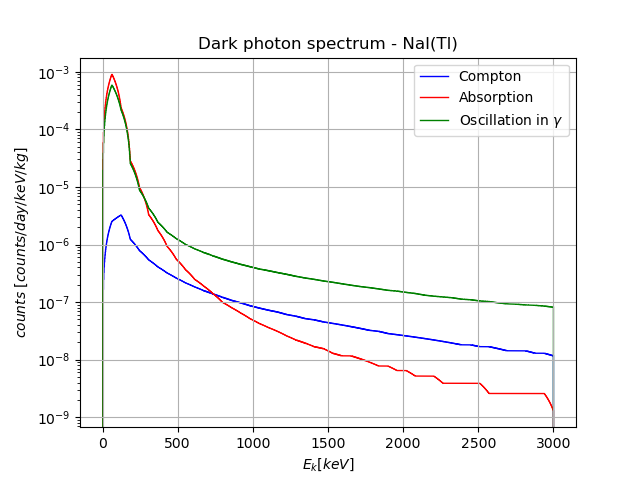 Dark photon spectrum - NaI(Tl)
Compton
Absorption
Oscillation in γ
counts [counts/day/keV/kg]
10⁻³
10⁻⁴
10⁻⁵
10⁻⁶
10⁻⁷
10⁻⁸
10⁻⁹
0 500 1000 1500 2000 2500 3000
E_k[keV]